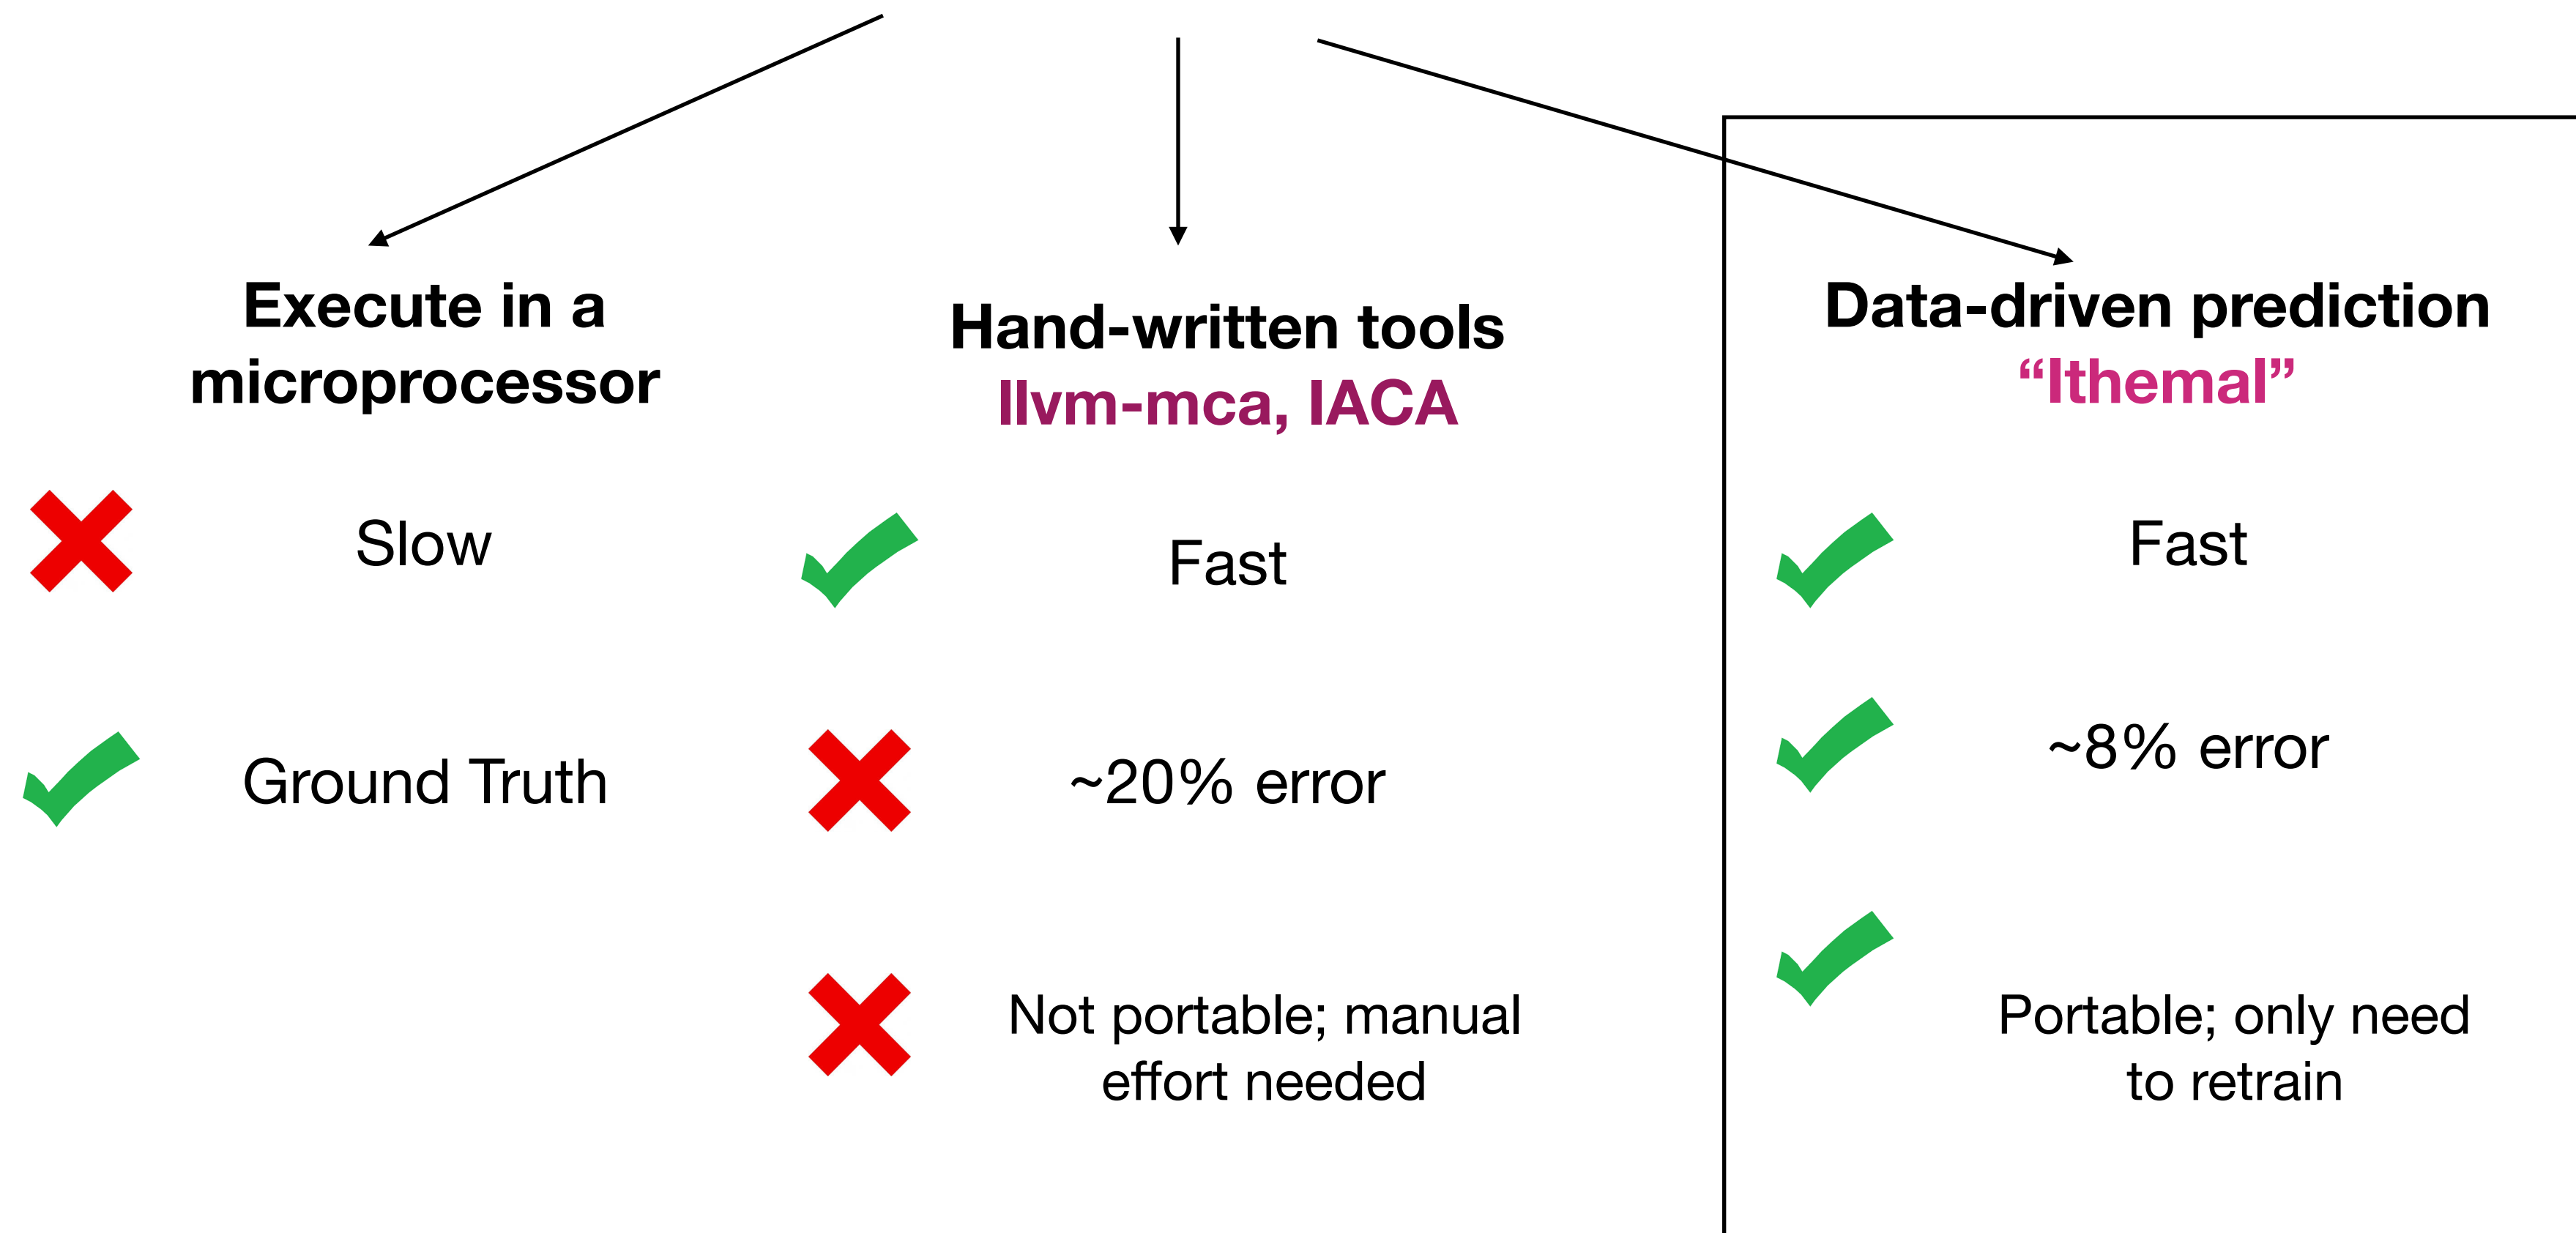 Execute in a
microprocessor
Slow
Ground Truth
Hand-written tools
llvm-mca, IACA
Fast
~20% error
Not portable; manual
effort needed
Data-driven prediction
“Ithemal”
Fast
~8% error
Portable; only need
to retrain